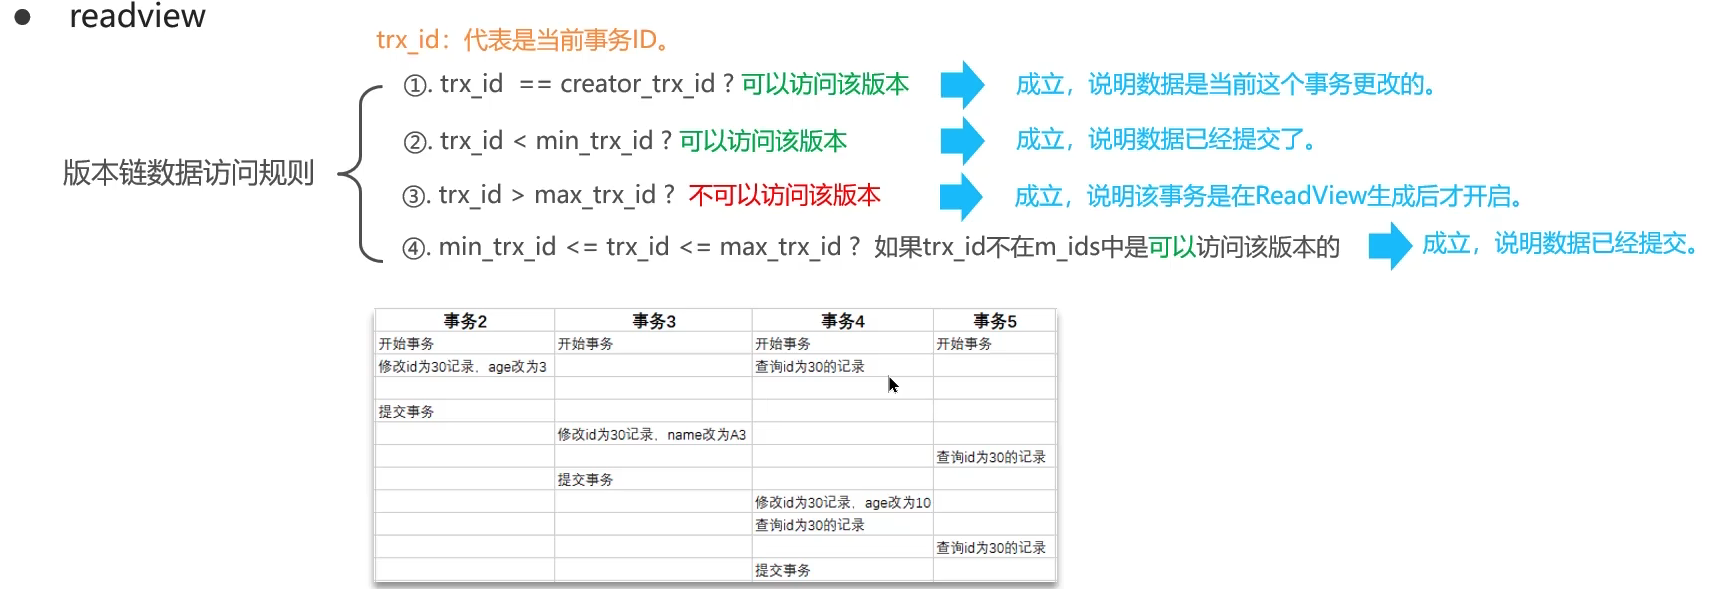 ● readview
trx_id：代表是当前事务ID。
版本链数据访问规则
①. trx_id == creator_trx_id ? 可以访问该版本 成立，说明数据是当前这个事务更改的。
②. trx_id < min_trx_id ? 可以访问该版本 成立，说明数据已经提交了。
③. trx_id > max_trx_id ? 不可以访问该版本 成立，说明该事务是在ReadView生成后才开启。
④. min_trx_id <= trx_id <= max_trx_id ? 如果trx_id不在m_ids中是可以访问该版本的 成立，说明数据已经提交。
事务2 事务3 事务4 事务5
开始事务 开始事务 开始事务 开始事务
修改id为30记录、age改为3 查询id为30的记录
提交事务
修改id为30记录、name改为A3
查询id为30的记录
提交事务
修改id为30记录、age改为10
查询id为30的记录
查询id为30的记录
提交事务